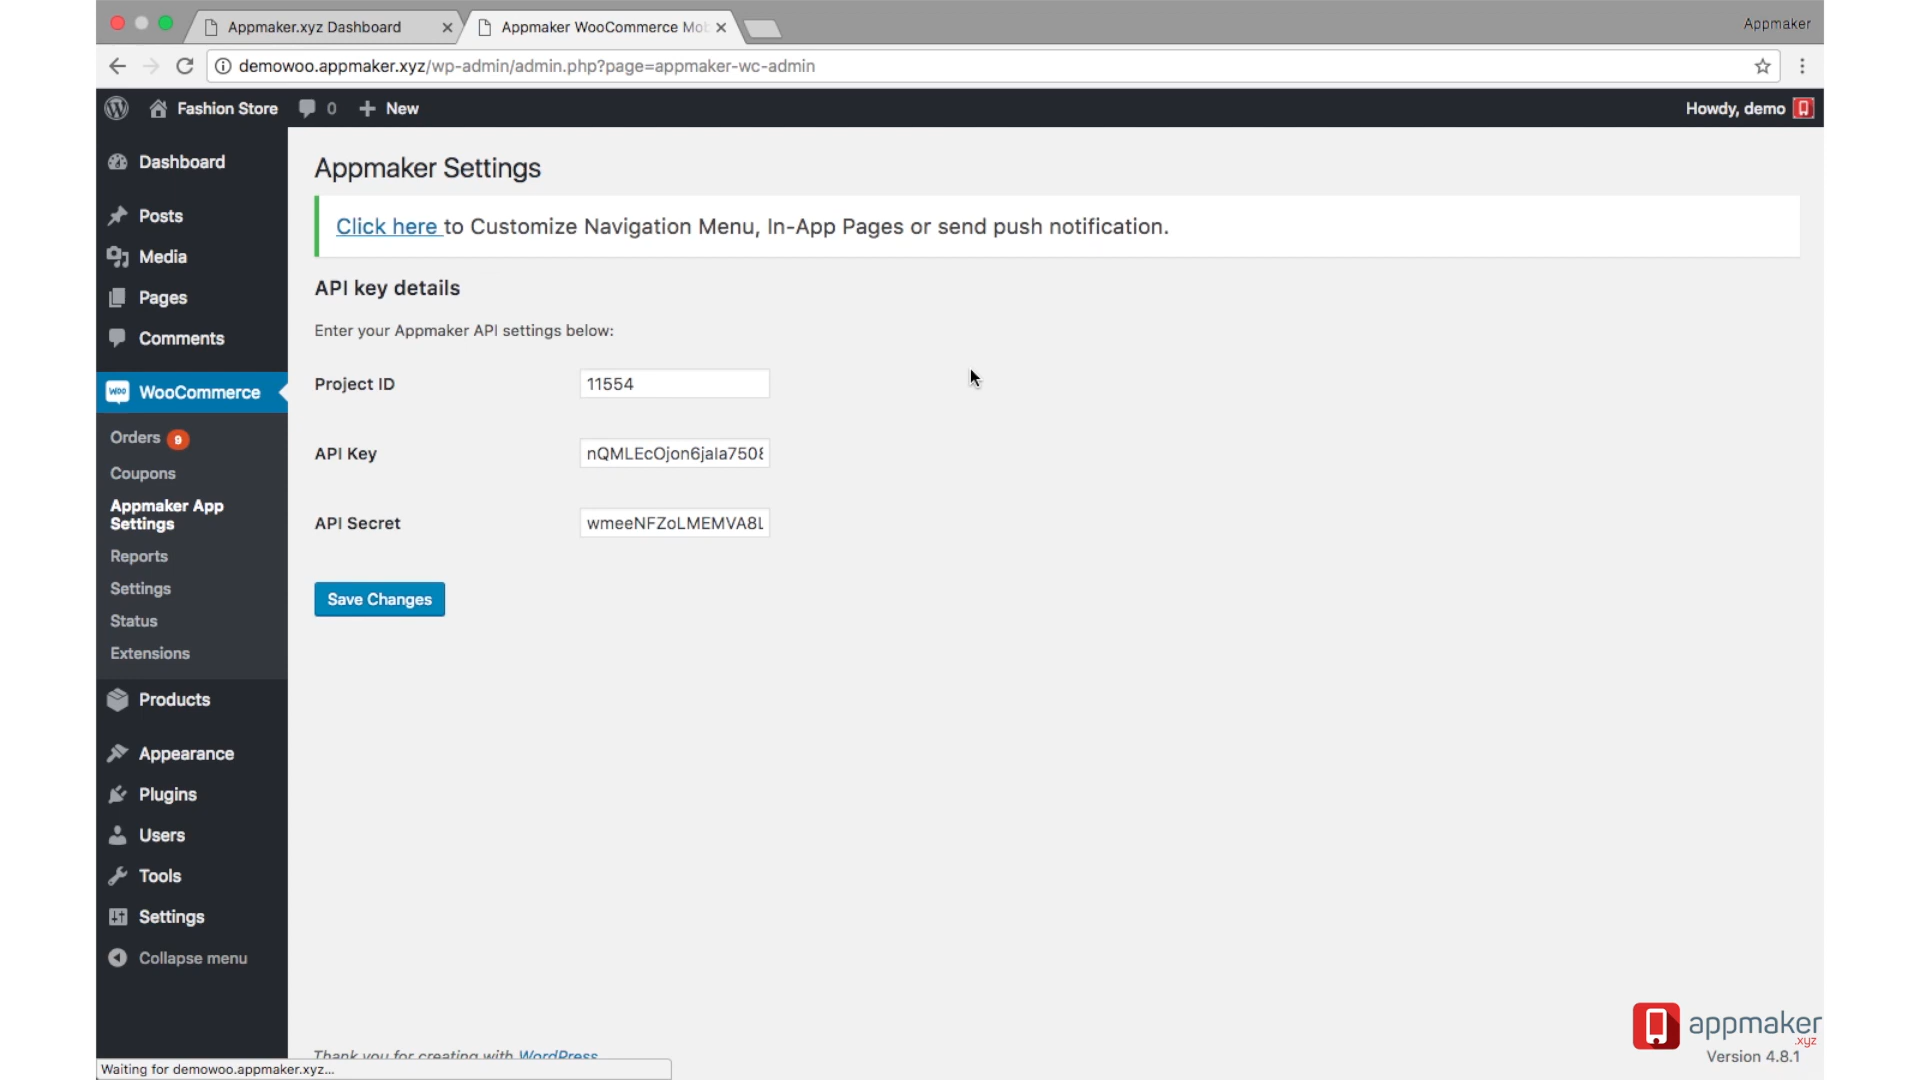 Appmaker.xyz Dashboard
Appmaker WooCommerce Mob
Appmaker
demowoo.appmaker.xyz/wp-admin/admin.php?page=appmaker-wc-admin
Fashion Store
0
New
Howdy, demo
Dashboard
Posts
Media
Pages
Comments
WooCommerce
Orders 9
Coupons
Appmaker App
Settings
Reports
Settings
Status
Extensions
Products
Appearance
Plugins
Users
Tools
Settings
Collapse menu
Appmaker Settings
Click here to Customize Navigation Menu, In-App Pages or send push notification.
API key details
Enter your Appmaker API settings below:
Project ID
11554
API Key
nQMLEcOjon6jala7508
API Secret
wmeeNFZoLMEMVA8L
Save Changes
Thank you for creating with WordPress
appmaker
.xyz
Version 4.8.1
Waiting for demowoo.appmaker.xyz...